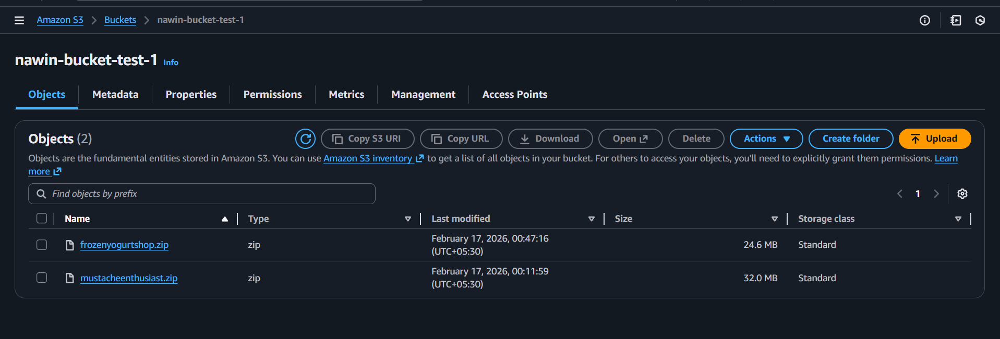 Amazon S3 > Buckets > nawin-bucket-test-1
nawin-bucket-test-1 Info
Objects Metadata Properties Permissions Metrics Management Access Points
Objects (2) Copy S3 URI Copy URL Download Open Delete Actions Create folder Upload
Objects are the fundamental entities stored in Amazon S3. You can use Amazon S3 inventory to get a list of all objects in your bucket. For others to access your objects, you'll need to explicitly grant them permissions. Learn
more
Find objects by prefix 1
Name Type Last modified Size Storage class
frozenyogurtshop.zip zip February 17, 2026, 00:47:16 24.6 MB Standard
(UTC+05:30)
mustacheenthusiast.zip zip February 17, 2026, 00:11:59 32.0 MB Standard
(UTC+05:30)